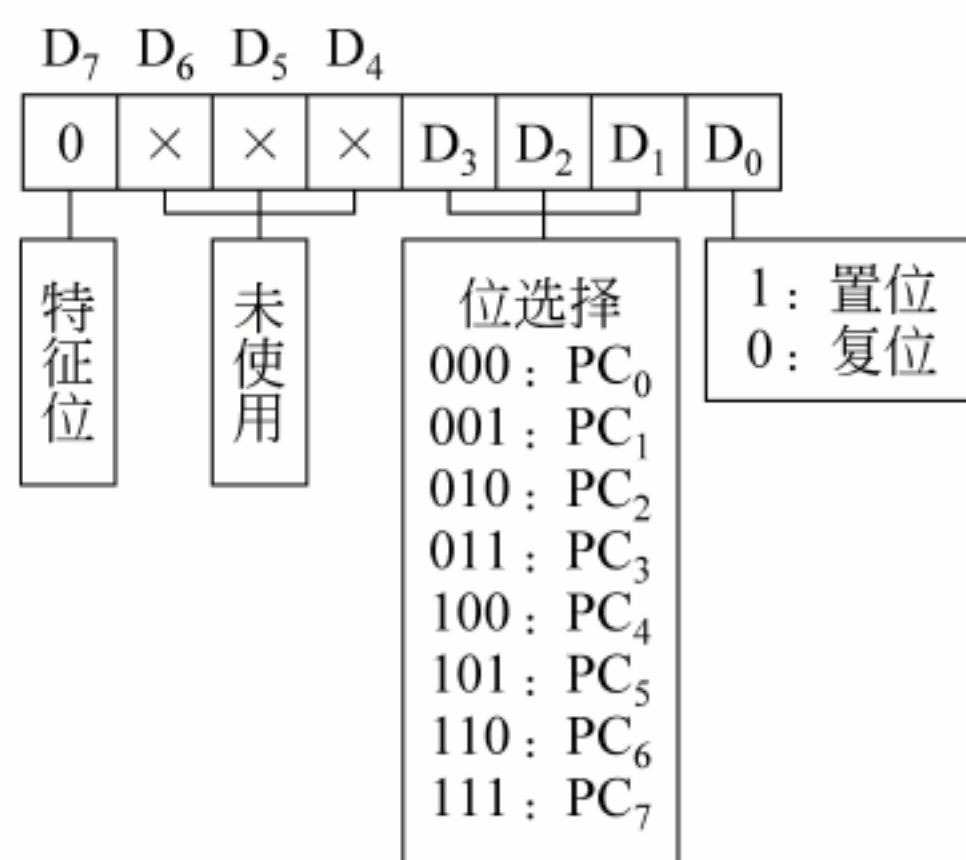 D₇ D₆ D₅ D₄
0 × × × D₃ D₂ D₁ D₀
特征位
未使用
位选择
000：PC₀
001：PC₁
010：PC₂
011：PC₃
100：PC₄
101：PC₅
110：PC₆
111：PC₇
1：置位
0：复位